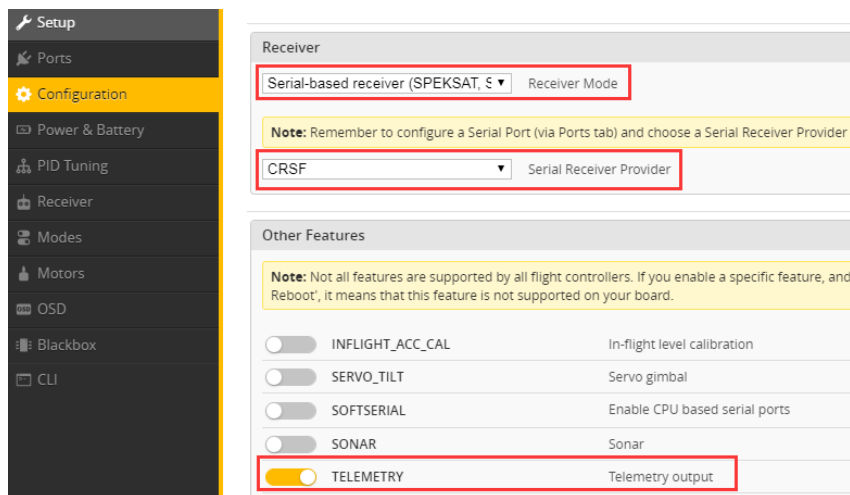 Setup
Ports
Configuration
Power & Battery
PID Tuning
Receiver
Modes
Motors
OSD
Blackbox
CLI
Receiver
Serial-based receiver (SPEKSAT, S
Receiver Mode
Note: Remember to configure a Serial Port (via Ports tab) and choose a Serial Receiver Provider
CRSF
Serial Receiver Provider
Other Features
Note: Not all features are supported by all flight controllers. If you enable a specific feature, and
Reboot', it means that this feature is not supported on your board.
INFLIGHT_ACC_CAL In-flight level calibration
SERVO_TILT Servo gimbal
SOFTSERIAL Enable CPU based serial ports
SONAR Sonar
TELEMETRY Telemetry output